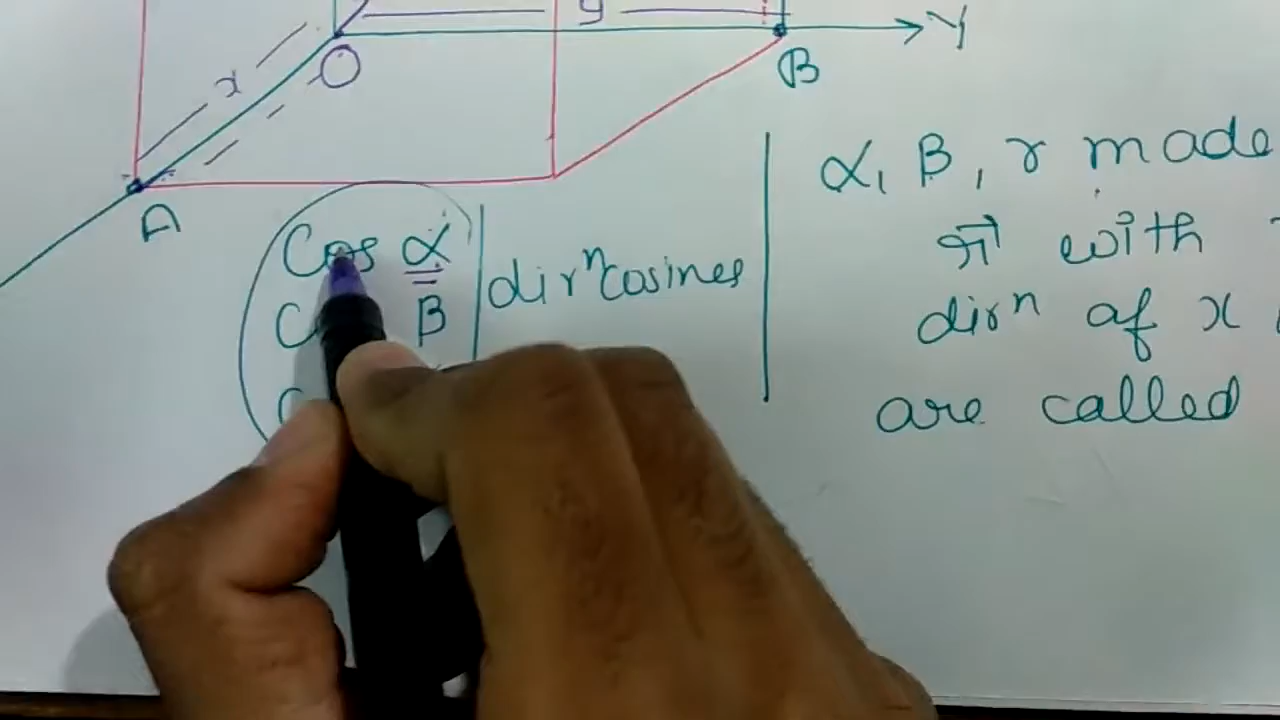 y
Y
x
O
B
A
Cos α
C β
C
dirⁿ cosines
α, β, r made
with
dirⁿ of x
are called